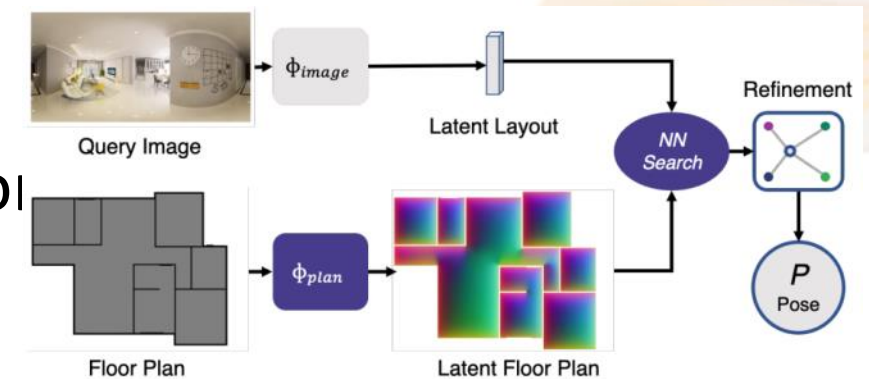 Φimage
Refinement
Latent Layout
NN
Search
Query Image
Φplan
P
Pose
Floor Plan
Latent Floor Plan